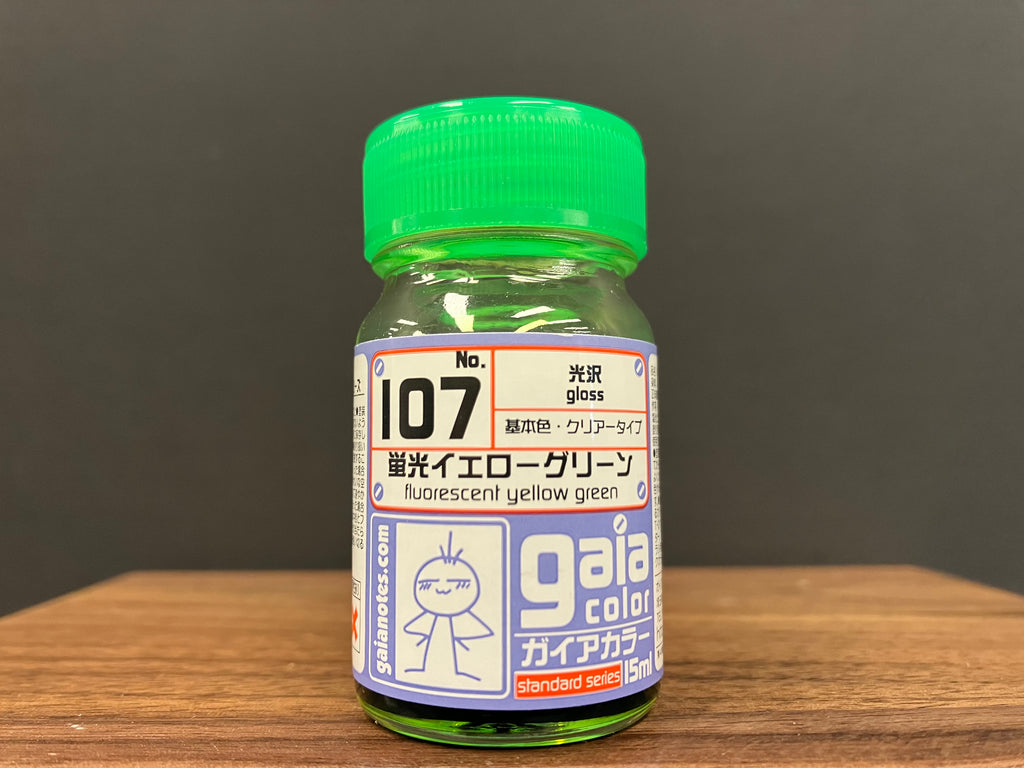 No.
107
光沢
gloss
基本色・クリアータイプ
蛍光イエローグリーン
fluorescent yellow green
gaianotes.com
gaia
color
ガイアカラー
standard series
15ml